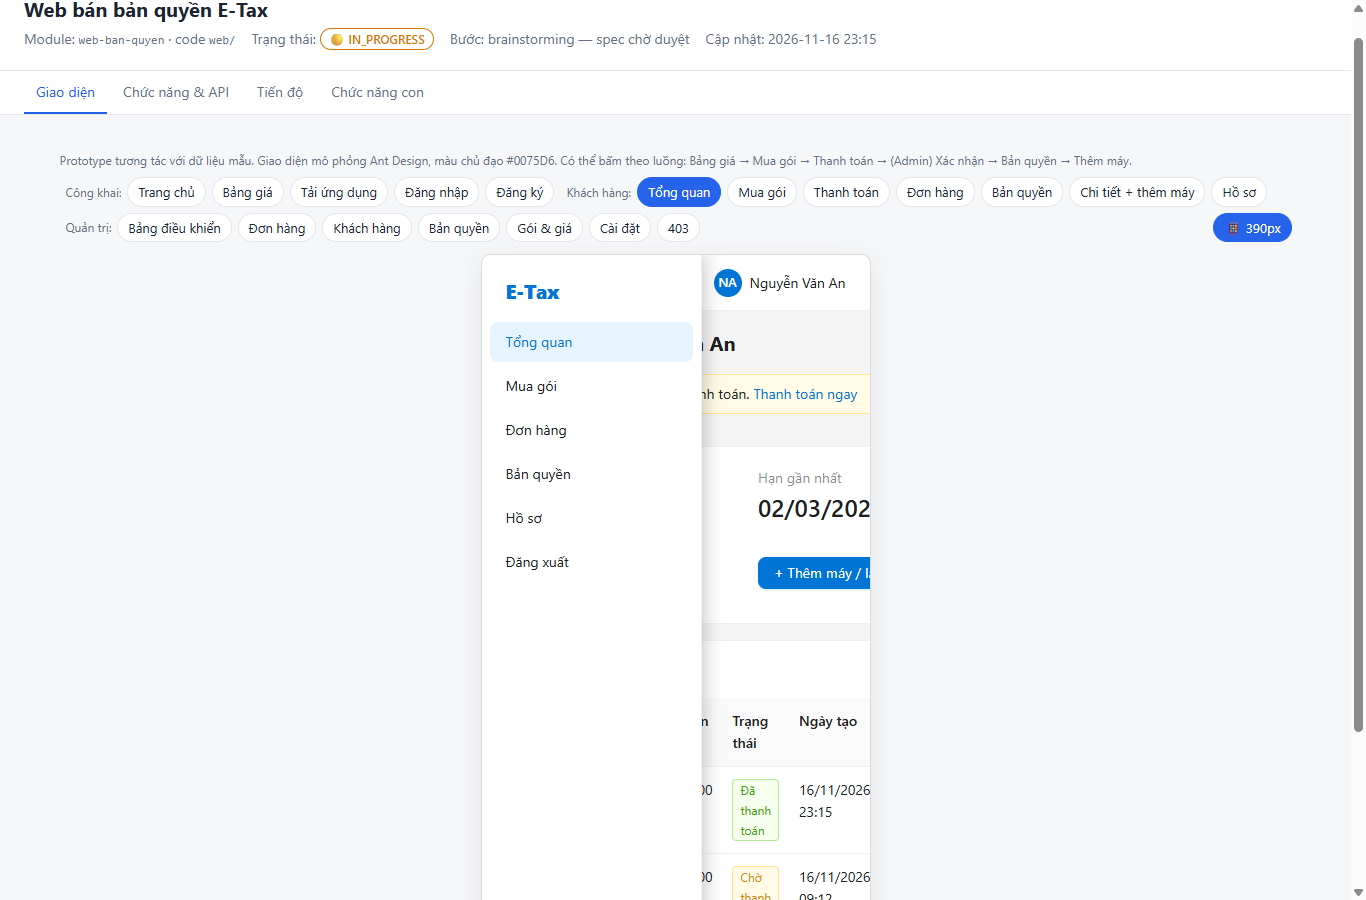 Web bán bản quyền E-Tax
Module: web-ban-quyen · code web/ Trạng thái: IN_PROGRESS Bước: brainstorming — spec chờ duyệt Cập nhật: 2026-11-16 23:15
Giao diện Chức năng & API Tiến độ Chức năng con
Prototype tương tác với dữ liệu mẫu. Giao diện mô phỏng Ant Design, màu chủ đạo #0075D6. Có thể bấm theo luồng: Bảng giá → Mua gói → Thanh toán → (Admin) Xác nhận → Bản quyền → Thêm máy.
Công khai: Trang chủ Bảng giá Tải ứng dụng Đăng nhập Đăng ký Khách hàng: Tổng quan Mua gói Thanh toán Đơn hàng Bản quyền Chi tiết + thêm máy Hồ sơ
Quản trị: Bảng điều khiển Đơn hàng Khách hàng Bản quyền Gói & giá Cài đặt 403 390px
E-Tax
Tổng quan
Mua gói
Đơn hàng
Bản quyền
Hồ sơ
Đăng xuất
NA Nguyễn Văn An
An
nh toán. Thanh toán ngay
Hạn gần nhất
02/03/202
+ Thêm máy / l
n Trạng thái Ngày tạo
00 Đã thanh toán 16/11/2026 23:15
00 Chờ thanh 16/11/2026 09:12